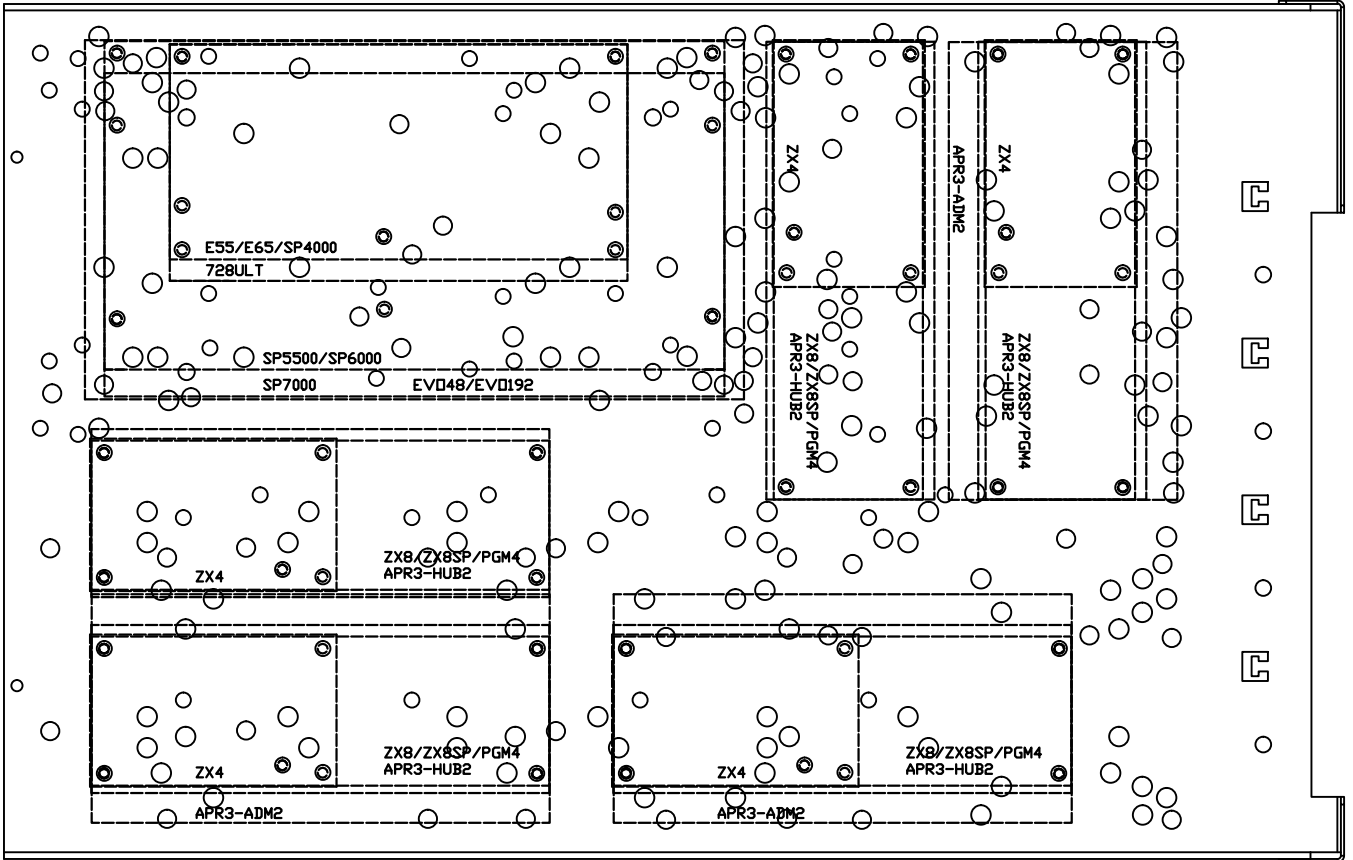 E55/E65/SP4000
728ULT
SP5500/SP6000
SP7000
EVO48/EVO192
ZX4
ZX8/ZX8SP/PGM4
APR3-HUB2
APR3-ADM2
ZX4
ZX8/ZX8SP/PGM4
APR3-HUB2
ZX8/ZX8SP/PGM4
APR3-HUB2
ZX4
ZX8/ZX8SP/PGM4
APR3-HUB2
ZX4
APR3-ADM2
ZX8/ZX8SP/PGM4
APR3-HUB2
ZX4
APR3-ADM2